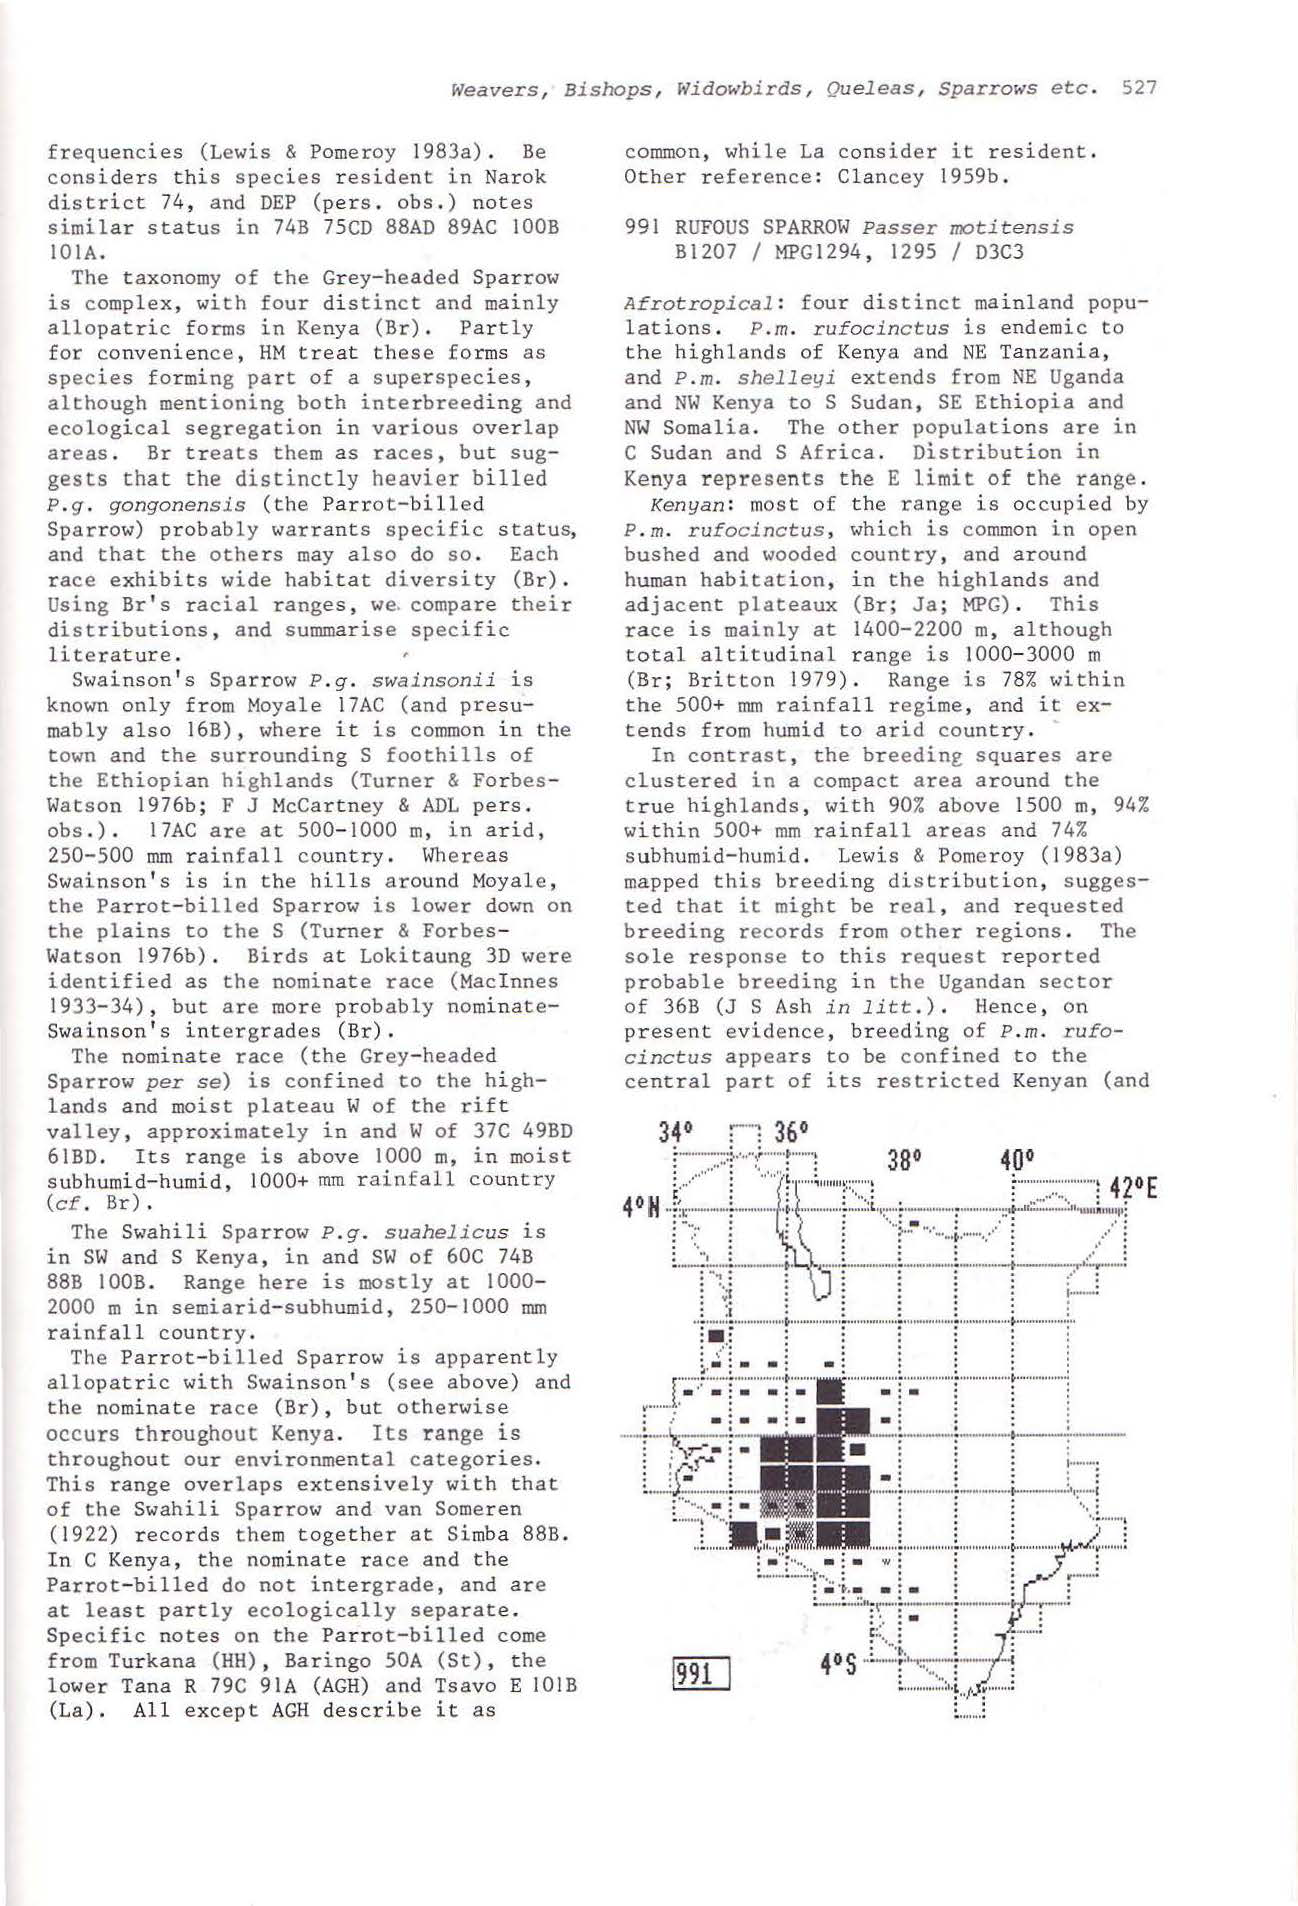 Weavers, Bishops, Widowbirds, Queleas, Sparrows etc. 527
frequencies (Lewis & Pomeroy 1983a). Be
considers this species resident in Narok
district 74, and DEP (pers. obs.) notes
similar status in 74B 75CD 88AD 89AC 100B
101A.
The taxonomy of the Grey-headed Sparrow
is complex, with four distinct and mainly
allopatric forms in Kenya (Br). Partly
for convenience, HM treat these forms as
species forming part of a superspecies,
although mentioning both interbreeding and
ecological segregation in various overlap
areas. Br treats them as races, but sug-
gests that the distinctly heavier billed
P.g. gongonensis (the Parrot-billed
Sparrow) probably warrants specific status,
and that the others may also do so. Each
race exhibits wide habitat diversity (Br).
Using Br's racial ranges, we compare their
distributions, and summarise specific
literature.
Swainson's Sparrow P.g. swainsonii is
known only from Moyale 17AC (and presu-
mably also 16B), where it is common in the
town and the surrounding S foothills of
the Ethiopian highlands (Turner & Forbes-
Watson 1976b; F J McCartney & ADL pers.
obs.). 17AC are at 500-1000 m, in arid,
250-500 mm rainfall country. Whereas
Swainson's is in the hills around Moyale,
the Parrot-billed Sparrow is lower down on
the plains to the S (Turner & Forbes-
Watson 1976b). Birds at Lokitaung 3D were
identified as the nominate race (MacInnes
1933-34), but are more probably nominate-
Swainson's intergrades (Br).
The nominate race (the Grey-headed
Sparrow per se) is confined to the high-
lands and moist plateau W of the rift
valley, approximately in and W of 37C 49BD
61BD. Its range is above 1000 m, in moist
subhumid-humid, 1000+ mm rainfall country
(cf. Br).
The Swahili Sparrow P.g. suahelicus is
in SW and S Kenya, in and SW of 60C 74B
88B 100B. Range here is mostly at 1000-
2000 m in semiarid-subhumid, 250-1000 mm
rainfall country.
The Parrot-billed Sparrow is apparently
allopatric with Swainson's (see above) and
the nominate race (Br), but otherwise
occurs throughout Kenya. Its range is
throughout our environmental categories.
This range overlaps extensively with that
of the Swahili Sparrow and van Someren
(1922) records them together at Simba 88B.
In C Kenya, the nominate race and the
Parrot-billed do not intergrade, and are
at least partly ecologically separate.
Specific notes on the Parrot-billed come
from Turkana (HH), Baringo 50A (St), the
lower Tana R 79C 91A (AGH) and Tsavo E 101B
(La). All except AGH describe it as
common, while La consider it resident.
Other reference: Clancey 1959b.
991 RUFOUS SPARROW Passer motitensis
B1207 / MPG1294, 1295 / D3C3
Afrotropical: four distinct mainland popu-
lations. P.m. rufocinctus is endemic to
the highlands of Kenya and NE Tanzania,
and P.m. shelleyi extends from NE Uganda
and NW Kenya to S Sudan, SE Ethiopia and
NW Somalia. The other populations are in
C Sudan and S Africa. Distribution in
Kenya represents the E limit of the range.
Kenyan: most of the range is occupied by
P.m. rufocinctus, which is common in open
bushed and wooded country, and around
human habitation, in the highlands and
adjacent plateaux (Br; Ja; MPG). This
race is mainly at 1400-2200 m, although
total altitudinal range is 1000-3000 m
(Br; Britton 1979). Range is 78% within
the 500+ mm rainfall regime, and it ex-
tends from humid to arid country.
In contrast, the breeding squares are
clustered in a compact area around the
true highlands, with 90% above 1500 m, 94%
within 500+ mm rainfall areas and 74%
subhumid-humid. Lewis & Pomeroy (1983a)
mapped this breeding distribution, sugges-
ted that it might be real, and requested
breeding records from other regions. The
sole response to this request reported
probable breeding in the Ugandan sector
of 36B (J S Ash in litt.). Hence, on
present evidence, breeding of P.m. rufo-
cinctus appears to be confined to the
central part of its restricted Kenyan (and
34° 36°
38° 40°
42°E
4°N
W
4°S
991